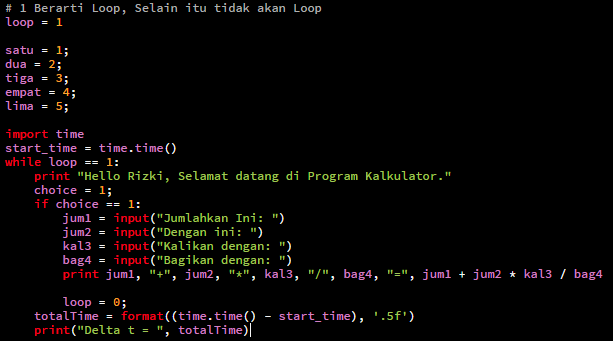 # 1 Berarti Loop, Selain itu tidak akan Loop
loop = 1
satu = 1;
dua = 2;
tiga = 3;
empat = 4;
lima = 5;
import time
start_time = time.time()
while loop == 1:
    print "Hello Rizki, Selamat datang di Program Kalkulator."
    choice = 1;
    if choice == 1:
        jum1 = input("Jumlahkan Ini: ")
        jum2 = input("Dengan ini: ")
        kal3 = input("Kalikan dengan: ")
        bag4 = input("Bagikan dengan: ")
        print jum1, "+", jum2, "*", kal3, "/", bag4, "=", jum1 + jum2 * kal3 / bag4
        loop = 0;
    totalTime = format((time.time() - start_time), '.5f')
    print("Delta t = ", totalTime)